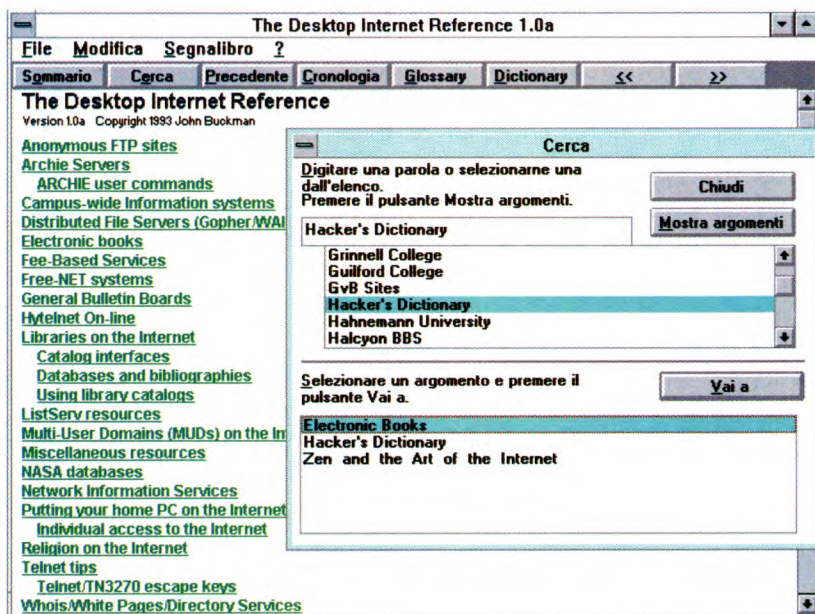 The Desktop Internet Reference 1.0a
File Modifica Segnalibro ?
Sommario Cerca Precedente Cronologia Glossary Dictionary << >>
The Desktop Internet Reference
Version 1.0a Copyright 1993 John Buckman
Anonymous FTP sites
Archie Servers
ARCHIE user commands
Campus-wide Information systems
Distributed File Servers (Gopher/WAI
Electronic books
Fee-Based Services
Free-NET systems
General Bulletin Boards
Hytelnet On-line
Libraries on the Internet
Catalog interfaces
Databases and bibliographies
Using library catalogs
ListServ resources
Multi-User Domains (MUDs) on the In
Miscellaneous resources
NASA databases
Network Information Services
Putting your home PC on the Internet
Individual access to the Internet
Religion on the Internet
Telnet tips
Telnet/TN3270 escape keys
Whois/White Pages/Directory Services
Cerca
Digitare una parola o selezionarne una
dall'elenco.
Premere il pulsante Mostra argomenti.
Chiudi
Mostra argomenti
Hacker's Dictionary
Grinnell College
Guilford College
GvB Sites
Hacker's Dictionary
Hahnemann University
Halcyon BBS
Selezionare un argomento e premere il
pulsante Vai a.
Vai a
Electronic Books
Hacker's Dictionary
Zen and the Art of the Internet